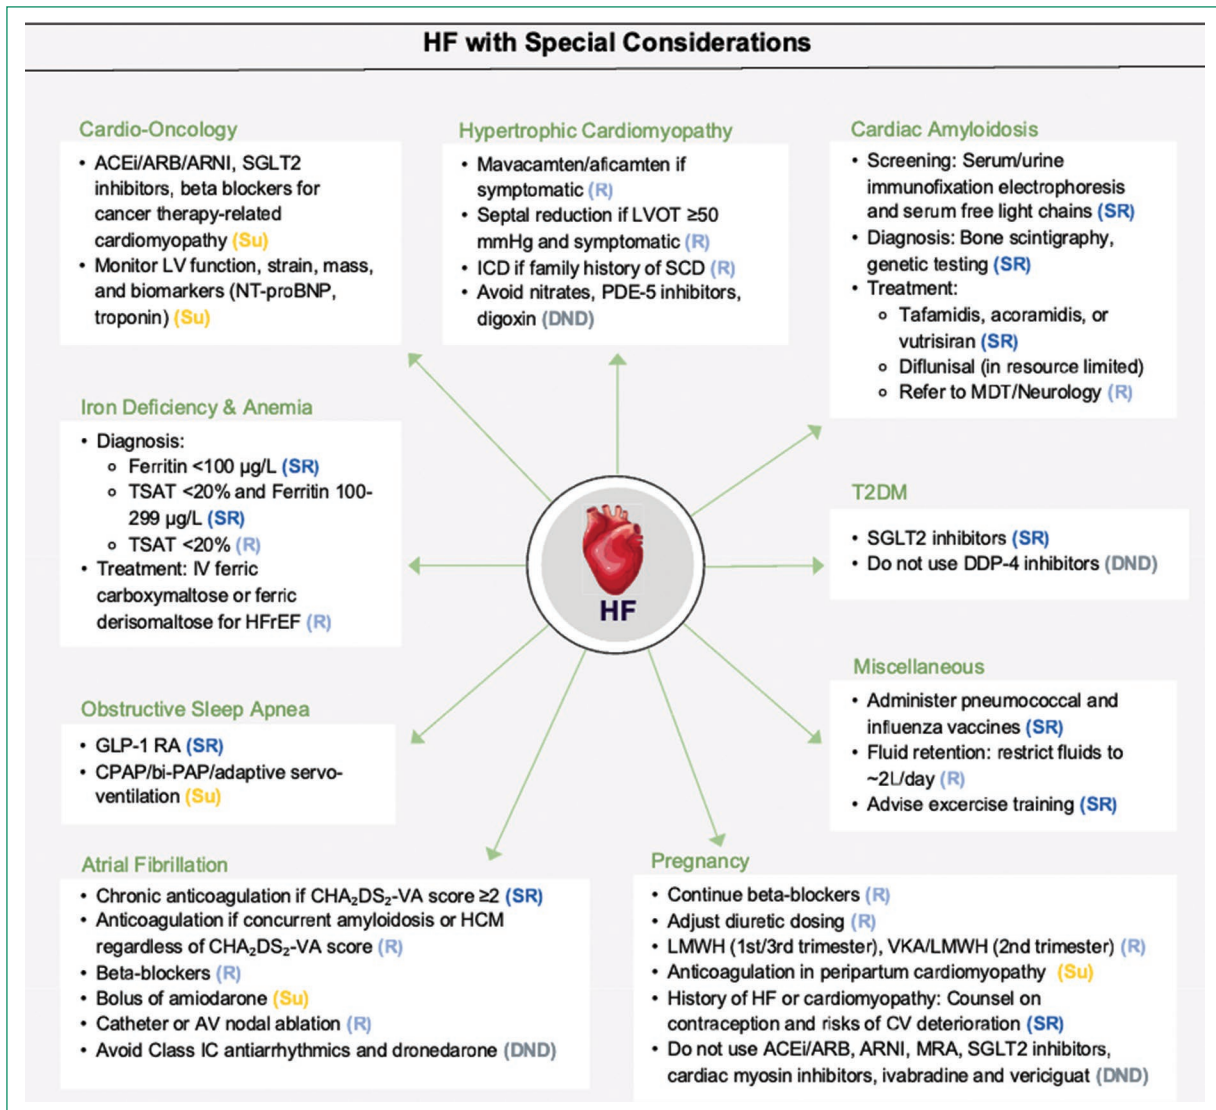 HF with Special Considerations
Cardio-Oncology
• ACEi/ARB/ARNI, SGLT2
inhibitors, beta blockers for
cancer therapy-related
cardiomyopathy (Su)
• Monitor LV function, strain, mass,
and biomarkers (NT-proBNP,
troponin) (Su)
Hypertrophic Cardiomyopathy
• Mavacamten/aficamten if
symptomatic (R)
• Septal reduction if LVOT ≥50
mmHg and symptomatic (R)
• ICD if family history of SCD (R)
• Avoid nitrates, PDE-5 inhibitors,
digoxin (DND)
Cardiac Amyloidosis
• Screening: Serum/urine
immunofixation electrophoresis
and serum free light chains (SR)
• Diagnosis: Bone scintigraphy,
genetic testing (SR)
• Treatment:
o Tafamidis, acoramidis, or
vutrisiran (SR)
o Diflunisal (in resource limited)
o Refer to MDT/Neurology (R)
Iron Deficiency & Anemia
• Diagnosis:
o Ferritin <100 µg/L (SR)
o TSAT <20% and Ferritin 100-
299 µg/L (SR)
o TSAT <20% (R)
• Treatment: IV ferric
carboxymaltose or ferric
derisomaltose for HFrEF (R)
HF
T2DM
• SGLT2 inhibitors (SR)
• Do not use DDP-4 inhibitors (DND)
Obstructive Sleep Apnea
• GLP-1 RA (SR)
• CPAP/bi-PAP/adaptive servo-
ventilation (Su)
Miscellaneous
• Administer pneumococcal and
influenza vaccines (SR)
• Fluid retention: restrict fluids to
~2L/day (R)
• Advise excercise training (SR)
Atrial Fibrillation
• Chronic anticoagulation if CHA₂DS₂-VA score ≥2 (SR)
• Anticoagulation if concurrent amyloidosis or HCM
regardless of CHA₂DS₂-VA score (R)
• Beta-blockers (R)
• Bolus of amiodarone (Su)
• Catheter or AV nodal ablation (R)
• Avoid Class IC antiarrhythmics and dronedarone (DND)
Pregnancy
• Continue beta-blockers (R)
• Adjust diuretic dosing (R)
• LMWH (1st/3rd trimester), VKA/LMWH (2nd trimester) (R)
• Anticoagulation in peripartum cardiomyopathy (Su)
• History of HF or cardiomyopathy: Counsel on
contraception and risks of CV deterioration (SR)
• Do not use ACEi/ARB, ARNI, MRA, SGLT2 inhibitors,
cardiac myosin inhibitors, ivabradine and vericiguat (DND)